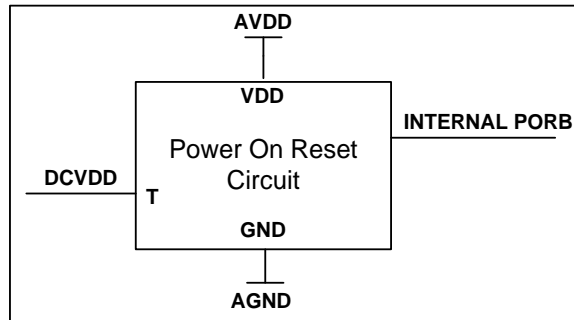 AVDD
VDD
INTERNAL PORB
Power On Reset
Circuit
DCVDD
T
GND
AGND